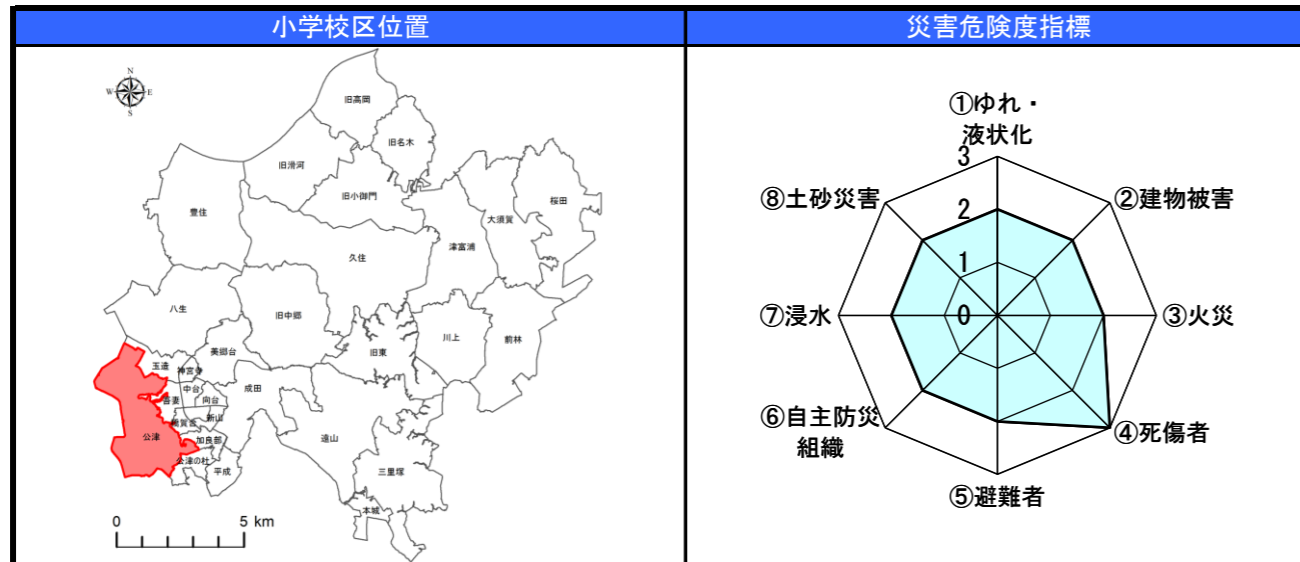 小学校区位置
災害危険度指標
N
W
E
S
旧高岡
旧名木
旧滑河
旧小御門
桜田
豊住
大須賀
津富浦
久住
八生
旧中郷
川上
前林
旧東
美郷台
玉造
神宮寺
成田
中台
吾妻
向台
新山
公津
加良部
遠山
公津の杜
平成
三里塚
本城
0
5 km
①ゆれ・
液状化
3
⑧土砂災害
②建物被害
2
1
⑦浸水
0
③火災
⑥自主防災
組織
④死傷者
⑤避難者